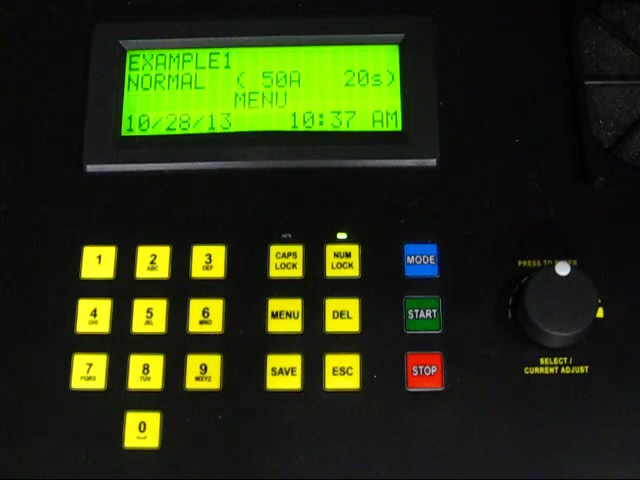 EXAMPLE1
NORMAL ( 50A 20s)
MENU
10/28/13 10:37 AM
1
2
ABC
3
DEF
CAPS
LOCK
NUM
LOCK
MODE
PRESS TO ENTER
4
GHI
5
JKL
6
MNO
MENU
DEL
START
7
PQRS
8
TUV
9
WXYZ
SAVE
ESC
STOP
SELECT /
CURRENT ADJUST
0